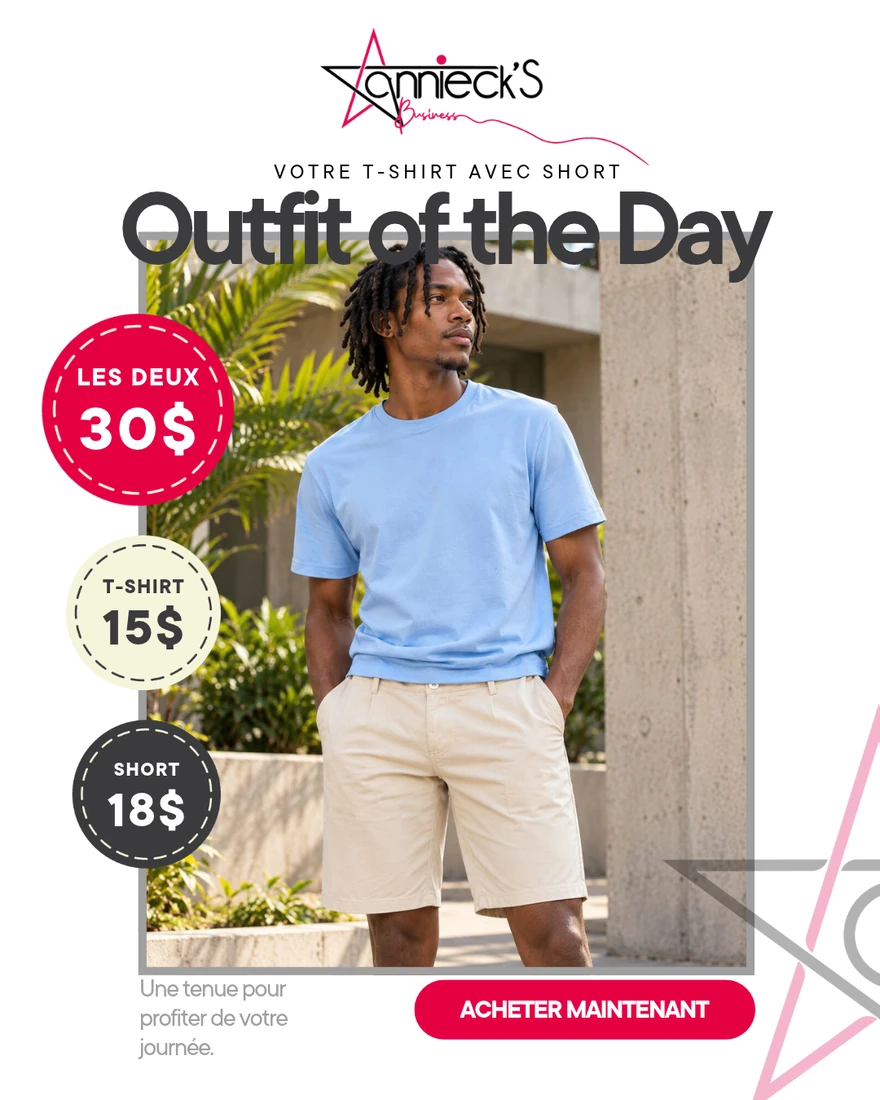 annieck'S
Business
VOTRE T-SHIRT AVEC SHORT
Outfit of the Day
LES DEUX
30$
T-SHIRT
15$
SHORT
18$
Une tenue pour
profiter de votre
journée.
ACHETER MAINTENANT